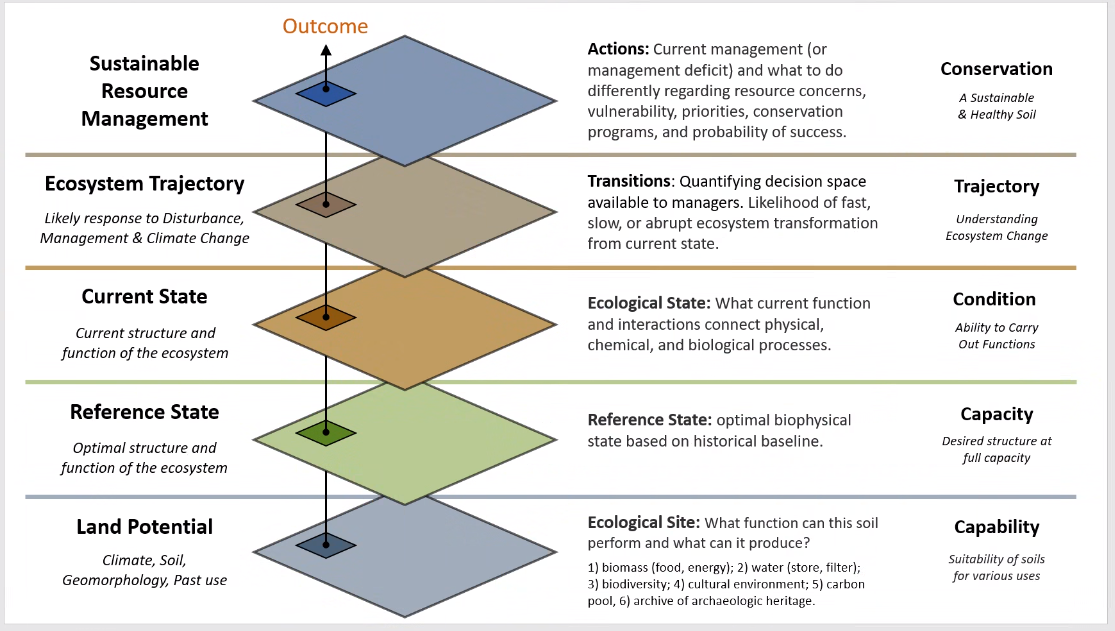 Outcome
Sustainable
Resource
Management
Actions: Current management (or
management deficit) and what to do
differently regarding resource concerns,
vulnerability, priorities, conservation
programs, and probability of success.
Conservation
A Sustainable
& Healthy Soil
Ecosystem Trajectory
Likely response to Disturbance,
Management & Climate Change
Transitions: Quantifying decision space
available to managers. Likelihood of fast,
slow, or abrupt ecosystem transformation
from current state.
Trajectory
Understanding
Ecosystem Change
Current State
Current structure and
function of the ecosystem
Ecological State: What current function
and interactions connect physical,
chemical, and biological processes.
Condition
Ability to Carry
Out Functions
Reference State
Optimal structure and
function of the ecosystem
Reference State: optimal biophysical
state based on historical baseline.
Capacity
Desired structure at
full capacity
Land Potential
Climate, Soil,
Geomorphology, Past use
Ecological Site: What function can this soil
perform and what can it produce?
1) biomass (food, energy); 2) water (store, filter);
3) biodiversity; 4) cultural environment; 5) carbon
pool, 6) archive of archaeologic heritage.
Capability
Suitability of soils
for various uses